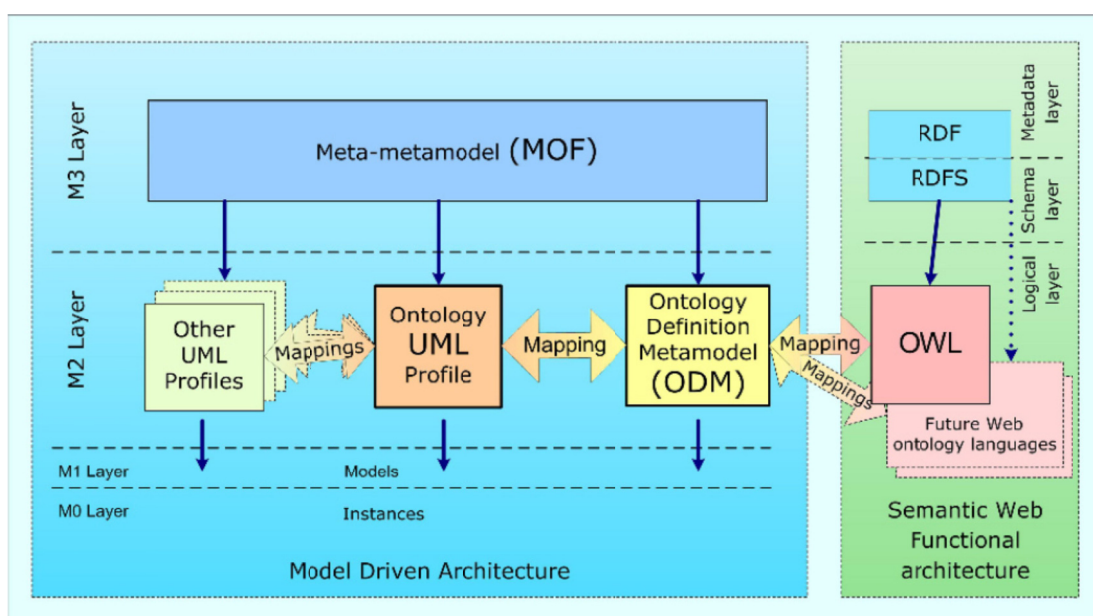 M3 Layer
Meta-metamodel (MOF)
M2 Layer
Other
UML
Profiles
Mappings
Ontology
UML
Profile
Mapping
Ontology
Definition
Metamodel
(ODM)
Mapping
Mappings
M1 Layer
Models
M0 Layer
Instances
Model Driven Architecture
RDF
RDFS
Metadata
layer
Schema
layer
Logical
layer
OWL
Future Web
ontology languages
Semantic Web
Functional
architecture